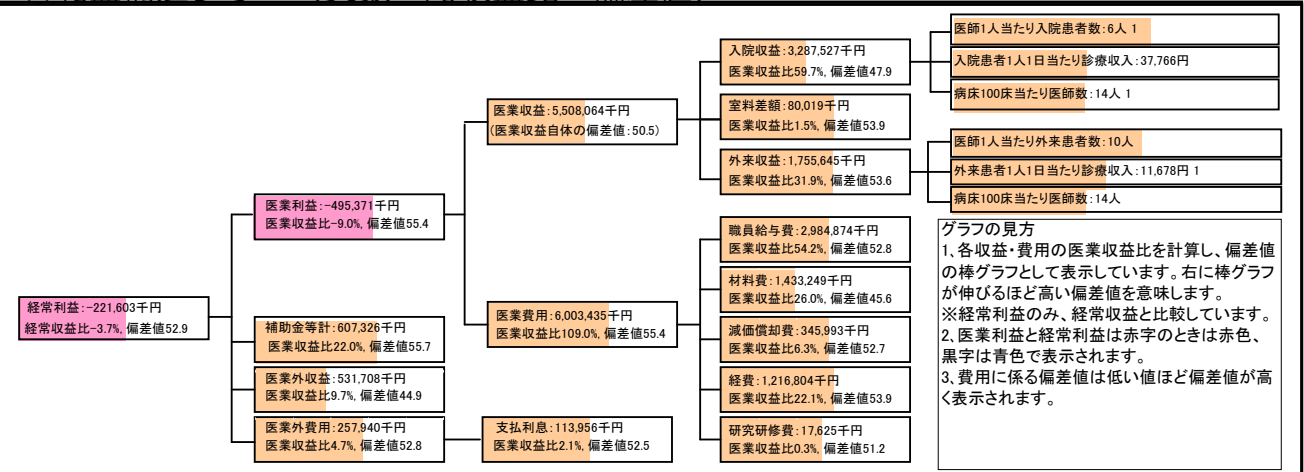 経常利益:-221,603千円
経常収益比-3.7%, 偏差値52.9
医業利益:-495,371千円
医業収益比-9.0%, 偏差値55.4
補助金等計:607,326千円
医業収益比22.0%, 偏差値55.7
医業外収益:531,708千円
医業収益比9.7%, 偏差値44.9
医業外費用:257,940千円
医業収益比4.7%, 偏差値52.8
医業収益:5,508,064千円
(医業収益自体の偏差値:50.5)
医業費用:6,003,435千円
医業収益比109.0%, 偏差値55.4
支払利息:113,956千円
医業収益比2.1%, 偏差値52.5
入院収益:3,287,527千円
医業収益比59.7%, 偏差値47.9
室料差額:80,019千円
医業収益比1.5%, 偏差値53.9
外来収益:1,755,645千円
医業収益比31.9%, 偏差値53.6
職員給与費:2,984,874千円
医業収益比54.2%, 偏差値52.8
材料費:1,433,249千円
医業収益比26.0%, 偏差値45.6
減価償却費:345,993千円
医業収益比6.3%, 偏差値52.7
経費:1,216,804千円
医業収益比22.1%, 偏差値53.9
研究研修費:17,625千円
医業収益比0.3%, 偏差値51.2
医師1人当たり入院患者数:6人 1
入院患者1人1日当たり診療収入:37,766円
病床100床当たり医師数:14人 1
医師1人当たり外来患者数:10人
外来患者1人1日当たり診療収入:11,678円 1
病床100床当たり医師数:14人
グラフの見方
1、各収益・費用の医業収益比を計算し、偏差値
の棒グラフとして表示しています。右に棒グラフ
が伸びるほど高い偏差値を意味します。
※経常利益のみ、経常収益と比較しています。
2、医業利益と経常利益は赤字のときは赤色、
黒字は青色で表示されます。
3、費用に係る偏差値は低い値ほど偏差値が高
く表示されます。